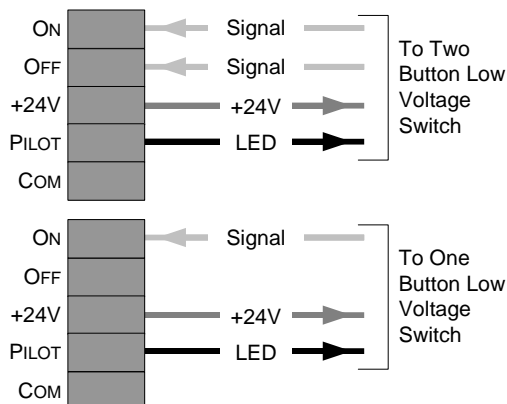 ON Signal
OFF Signal
+24V +24V
PILOT LED
COM
To Two
Button Low
Voltage
Switch
ON Signal
OFF
+24V +24V
PILOT LED
COM
To One
Button Low
Voltage
Switch